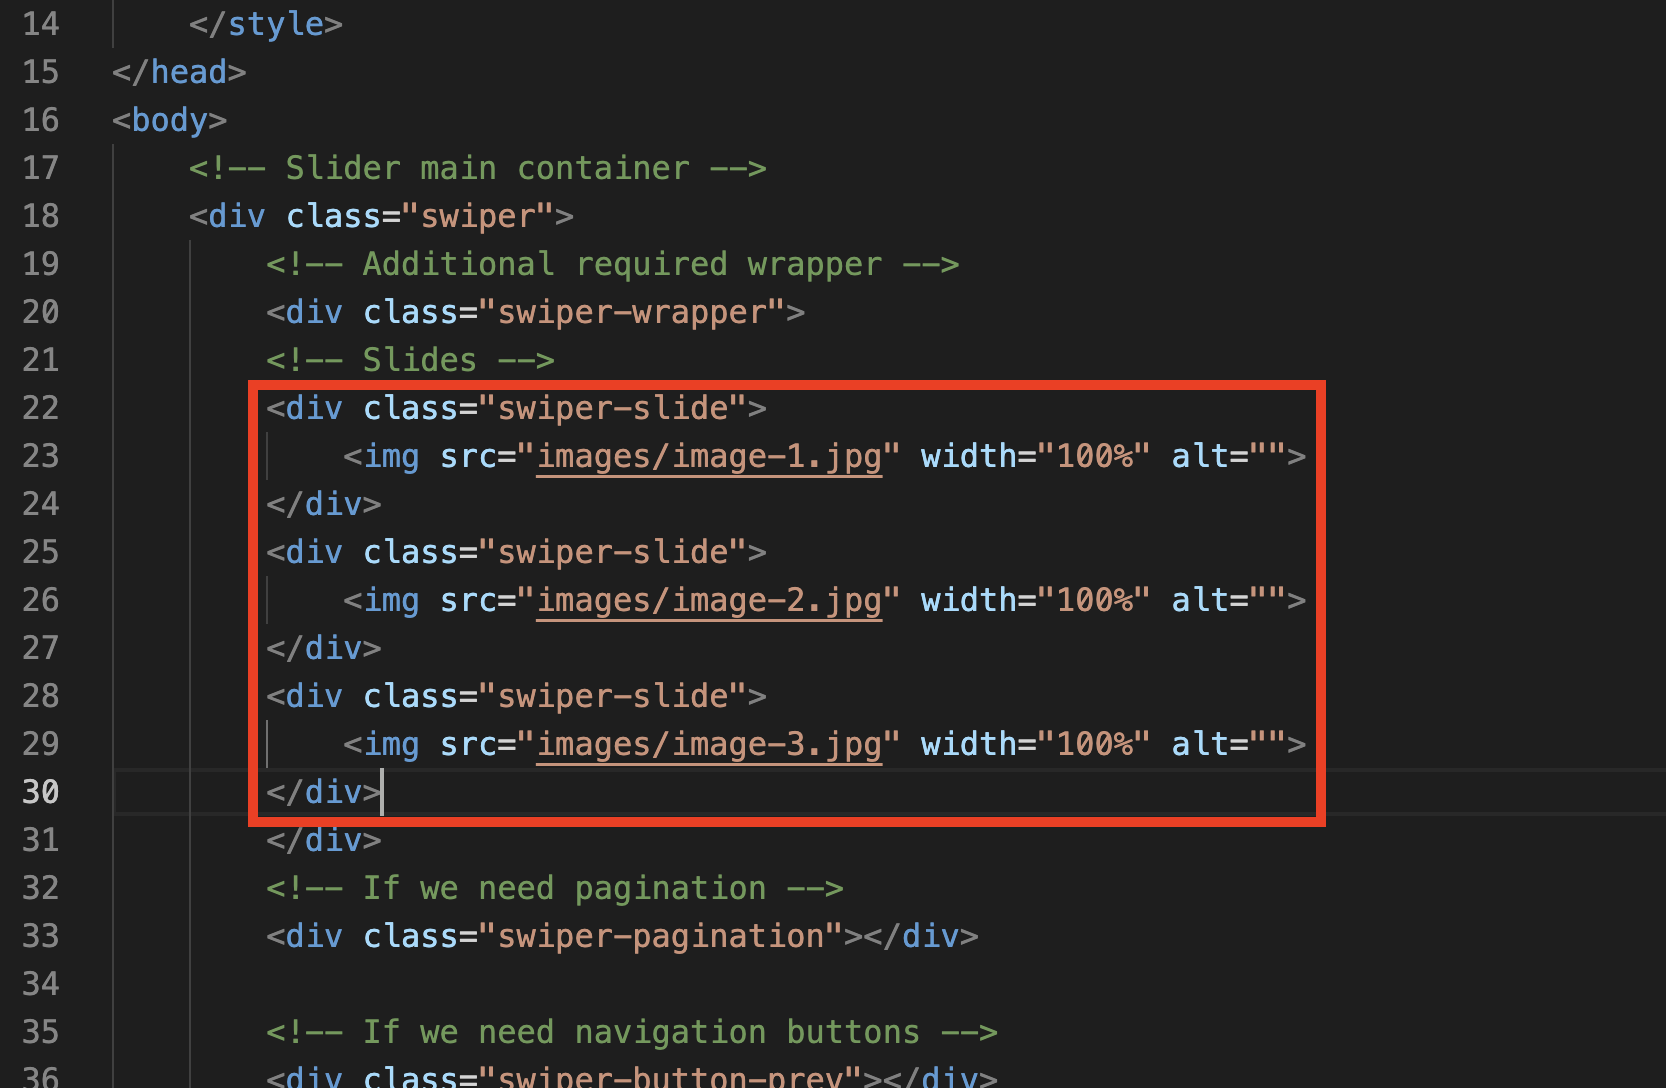 14 </style>
15 </head>
16 <body>
17 <!-- Slider main container -->
18 <div class="swiper">
19 <!-- Additional required wrapper -->
20 <div class="swiper-wrapper">
21 <!-- Slides -->
22 <div class="swiper-slide">
23 <img src="images/image-1.jpg" width="100%" alt="">
24 </div>
25 <div class="swiper-slide">
26 <img src="images/image-2.jpg" width="100%" alt="">
27 </div>
28 <div class="swiper-slide">
29 <img src="images/image-3.jpg" width="100%" alt="">
30 </div>
31 </div>
32 <!-- If we need pagination -->
33 <div class="swiper-pagination"></div>
34
35 <!-- If we need navigation buttons -->
36 <div class="swiper-button-prev"></div>